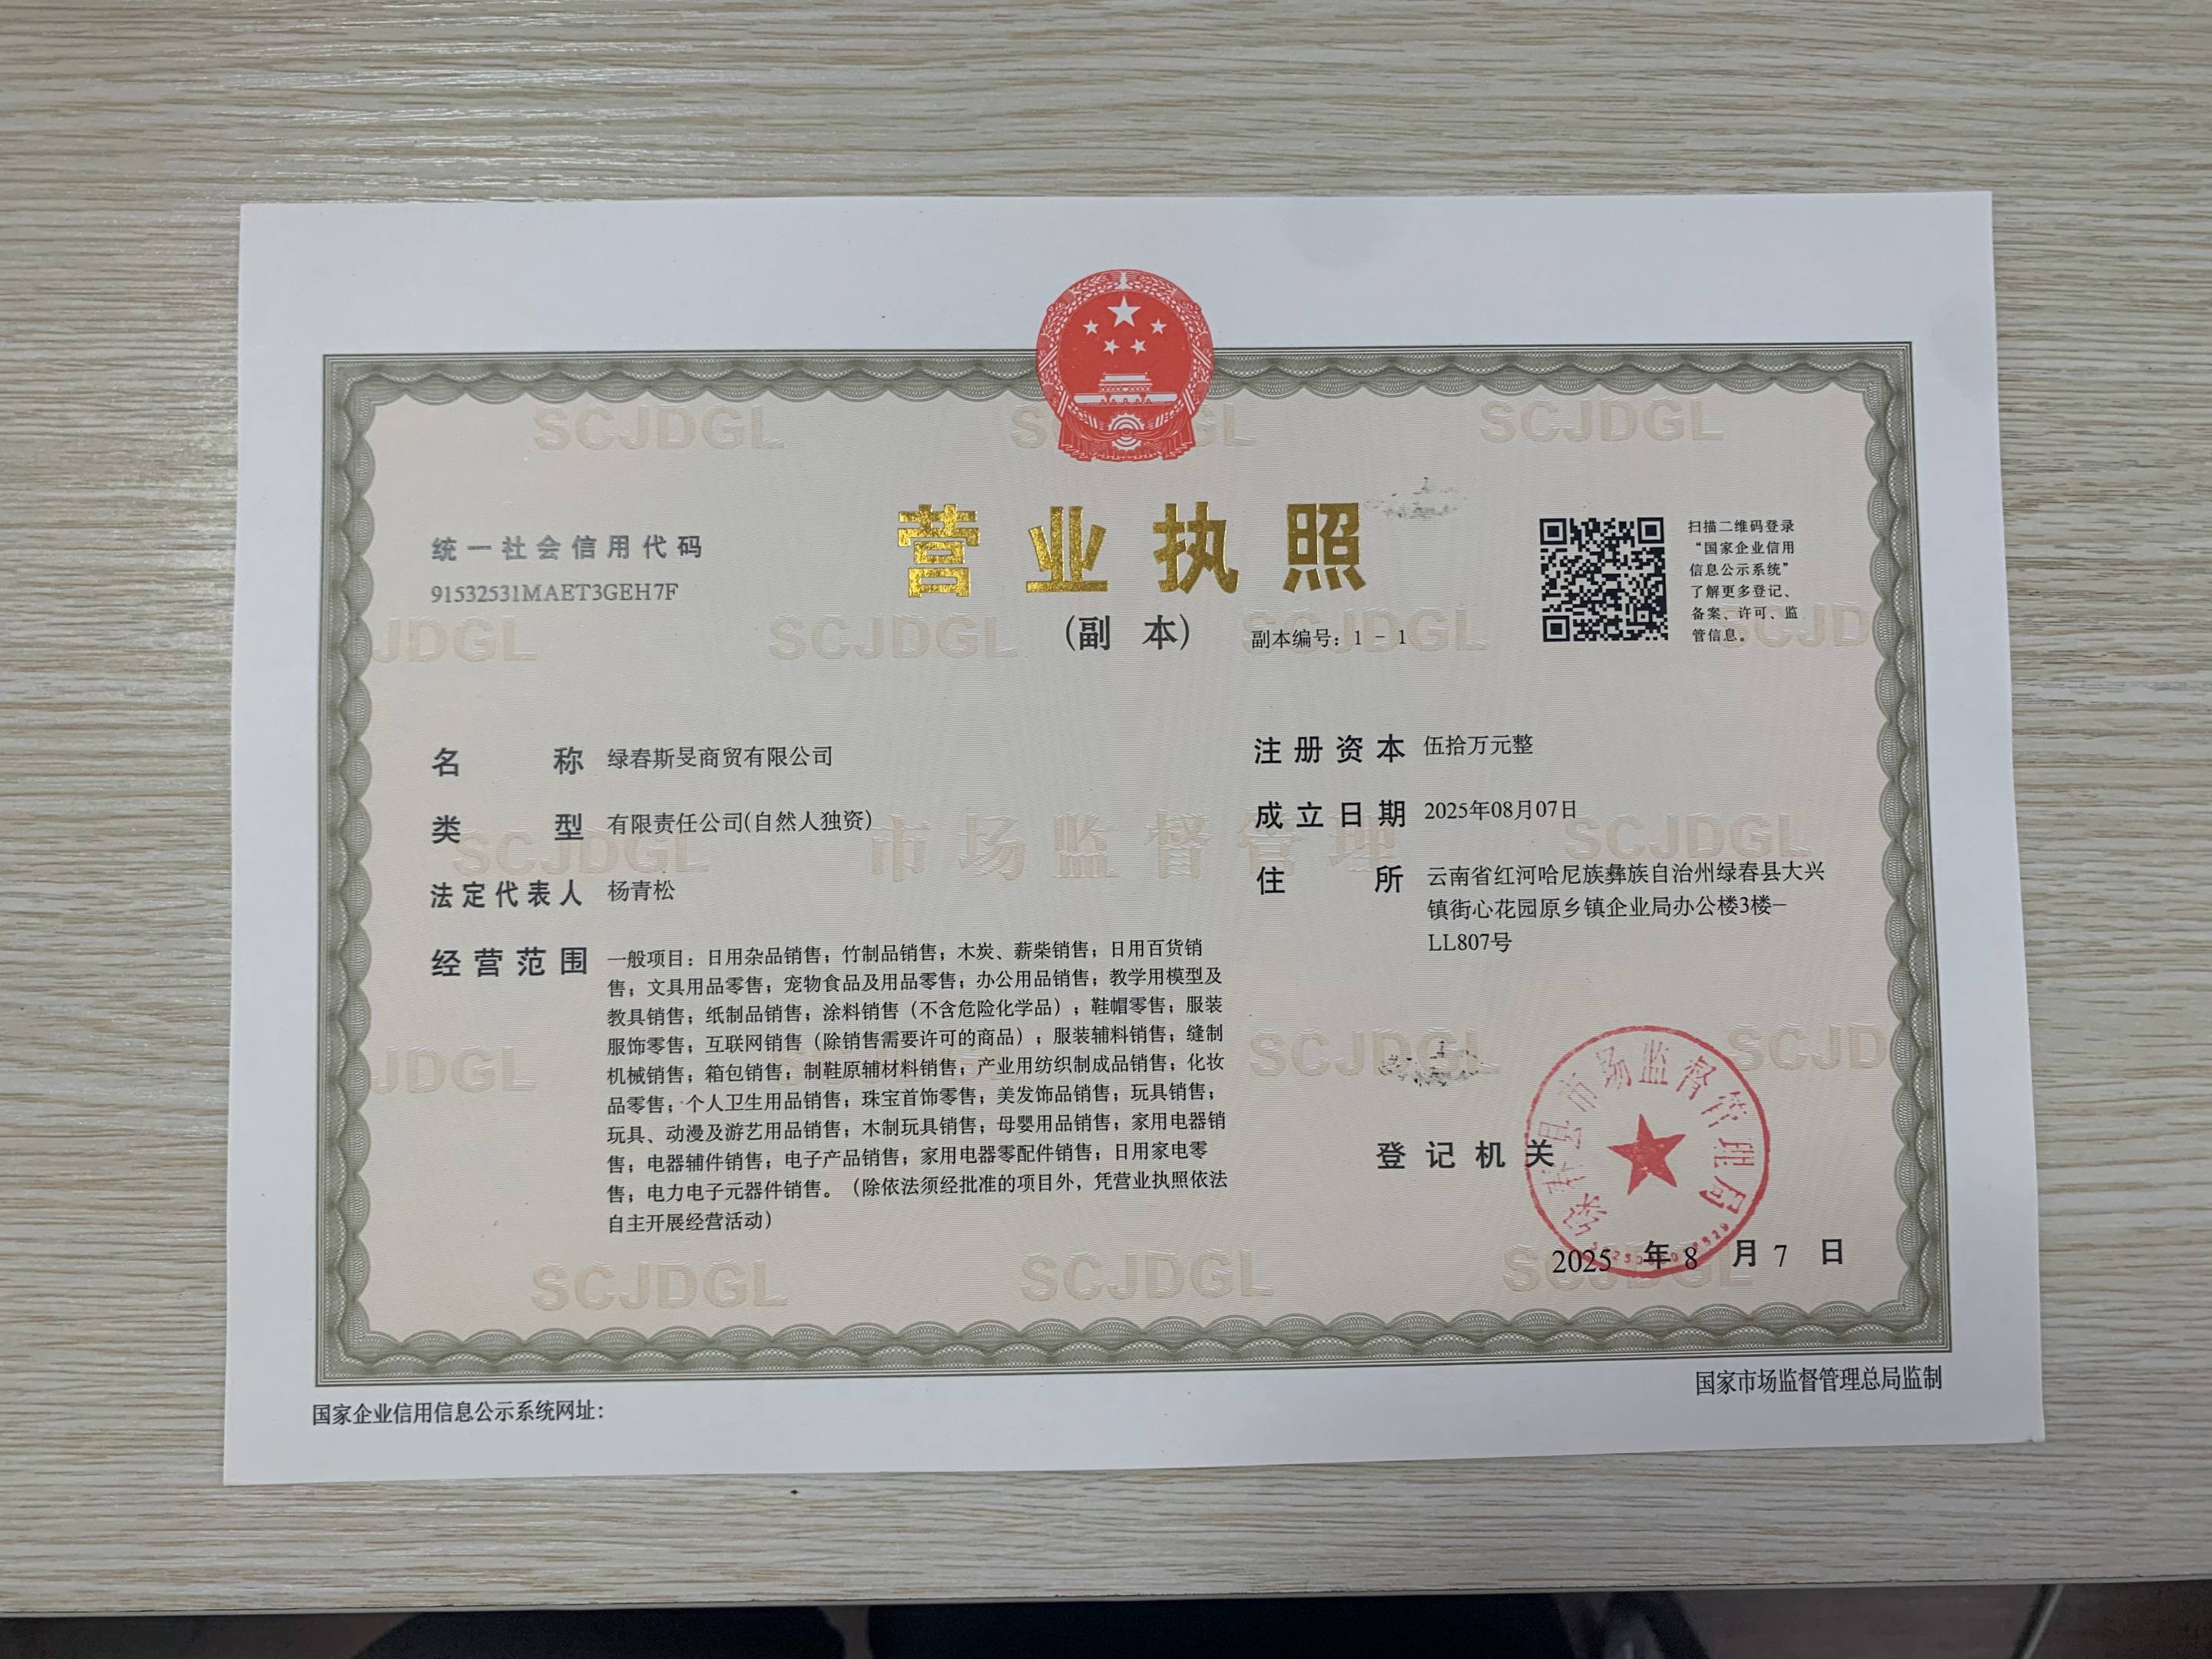 营业执照
(副 本)
副本编号：1 - 1
统一社会信用代码
91532531MAET3GEH7F
扫描二维码登录
“国家企业信用
信息公示系统”
了解更多登记、
备案、许可、监
管信息。
名 称 绿春斯旻商贸有限公司
类 型 有限责任公司(自然人独资)
法定代表人 杨青松
经营范围 一般项目：日用杂品销售；竹制品销售；木炭、薪柴销售；日用百货销
售；文具用品零售；宠物食品及用品零售；办公用品销售；教学用模型及
教具销售；纸制品销售；涂料销售（不含危险化学品）；鞋帽零售；服装
服饰零售；互联网销售（除销售需要许可的商品）；服装辅料销售；缝制
机械销售；箱包销售；制鞋原辅材料销售；产业用纺织制成品销售；化妆
品零售；个人卫生用品销售；珠宝首饰零售；美发饰品销售；玩具销售；
玩具、动漫及游艺用品销售；木制玩具销售；母婴用品销售；家用电器销
售；电器辅件销售；电子产品销售；家用电器零配件销售；日用家电零
售；电力电子元器件销售。（除依法须经批准的项目外，凭营业执照依法
自主开展经营活动）
注册资本 伍拾万元整
成立日期 2025年08月07日
住 所 云南省红河哈尼族彝族自治州绿春县大兴
镇街心花园原乡镇企业局办公楼3楼—
LL807号
登记机关
绿春县市场监督管理局
2025 年 8 月 7 日
国家企业信用信息公示系统网址：
国家市场监督管理总局监制
SCJDGL
市场监督管理